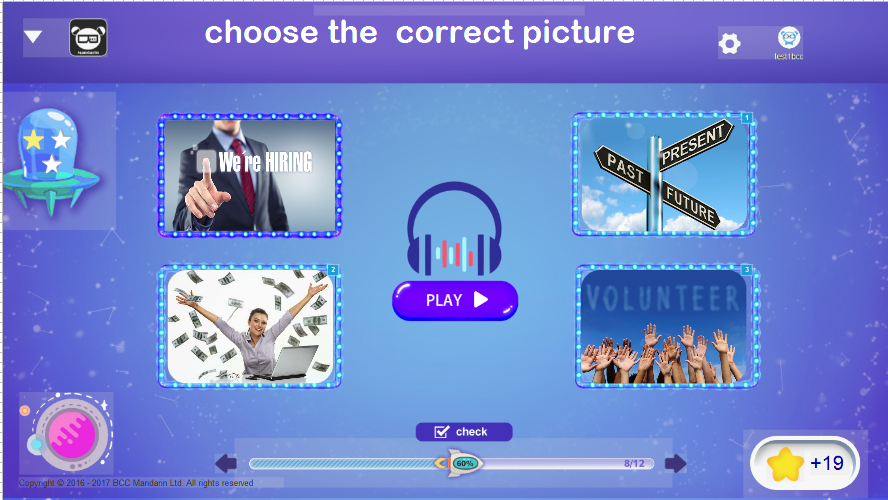 choose the correct picture
test1bcc
We're HIRING
1
PAST
PRESENT
FUTURE
PLAY
2
3
VOLUNTEER
check
60%
8/12
+19
Copyright © 2016 - 2017 BCC Mandarin Ltd. All rights reserved